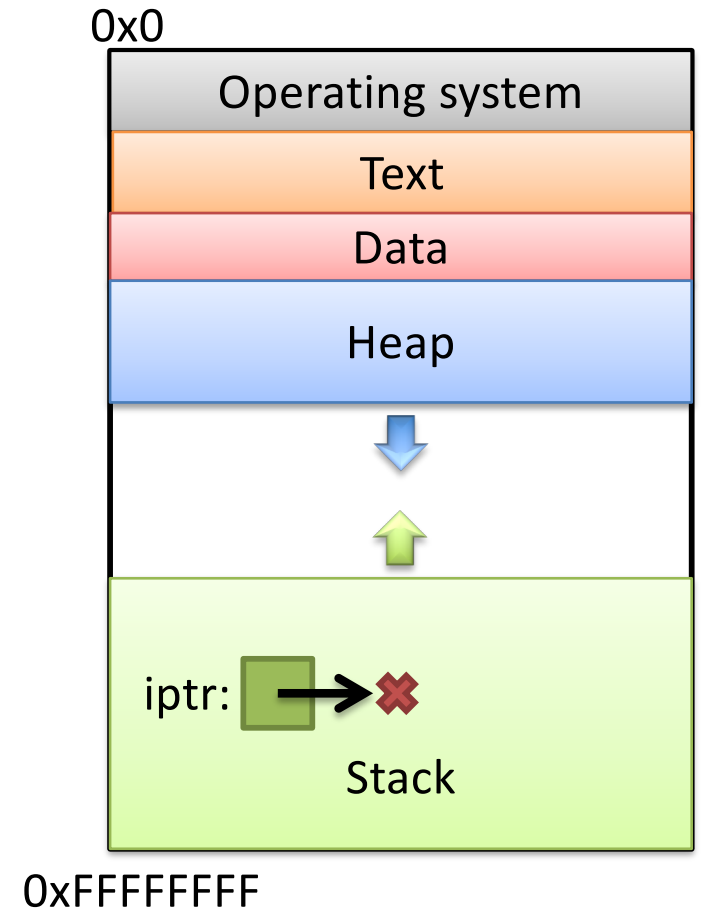 0x0
Operating system
Text
Data
Heap
iptr:
Stack
0xFFFFFFFF